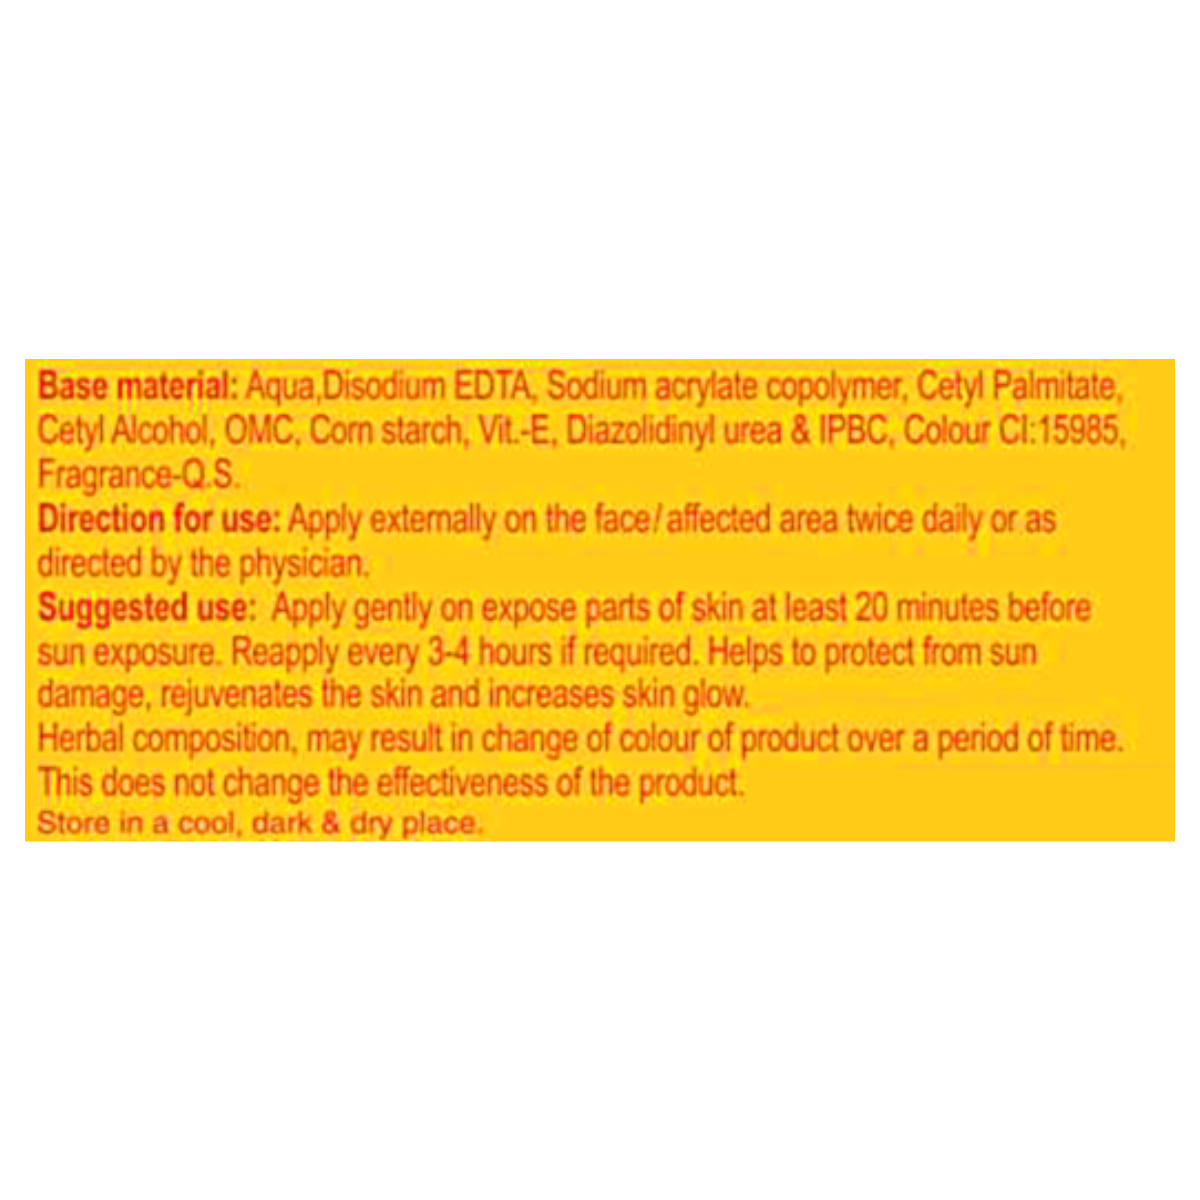 Base material: Aqua,Disodium EDTA, Sodium acrylate copolymer, Cetyl Palmitate,
Cetyl Alcohol, OMC, Corn starch, Vit.-E, Diazolidinyl urea & IPBC, Colour CI:15985,
Fragrance-Q.S.
Direction for use: Apply externally on the face/affected area twice daily or as
directed by the physician.
Suggested use: Apply gently on expose parts of skin at least 20 minutes before
sun exposure. Reapply every 3-4 hours if required. Helps to protect from sun
damage, rejuvenates the skin and increases skin glow.
Herbal composition, may result in change of colour of product over a period of time.
This does not change the effectiveness of the product.
Store in a cool, dark & dry place.